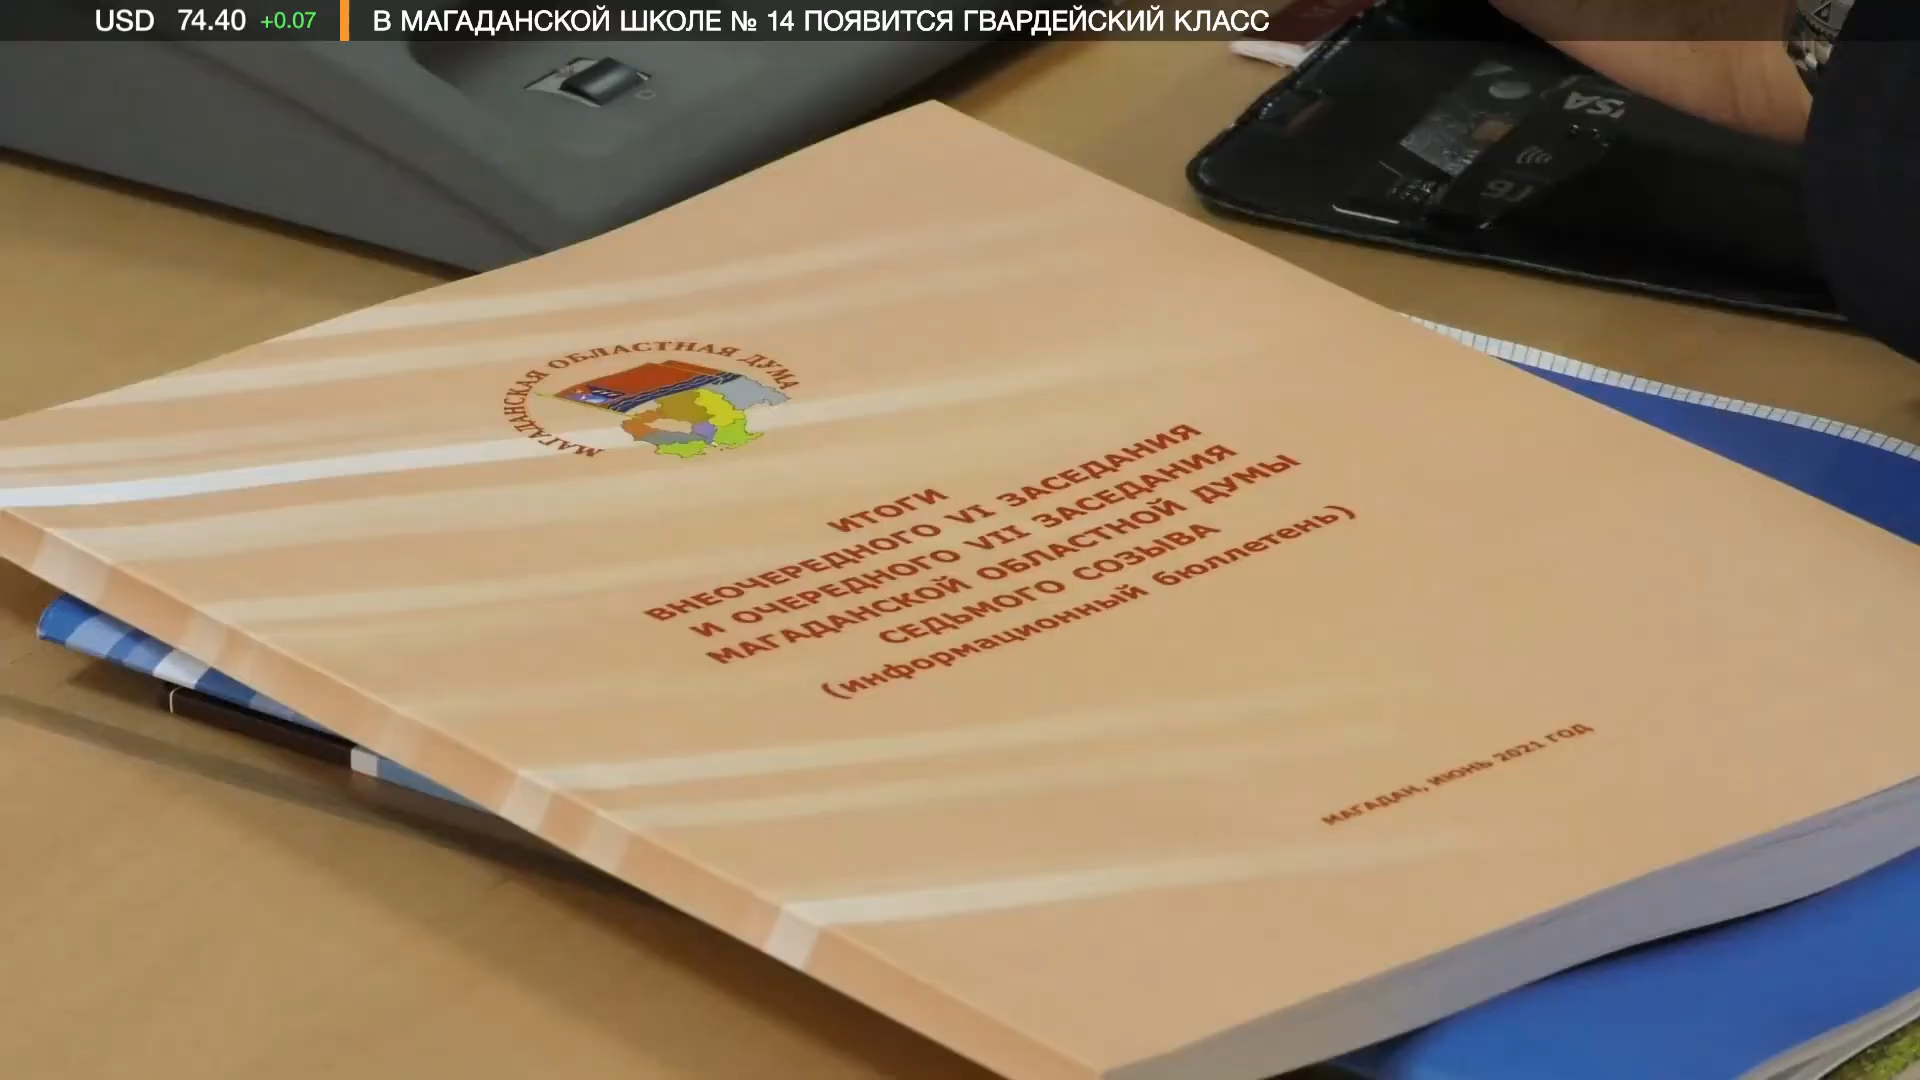 USD 74.40 +0.07 В МАГАДАНСКОЙ ШКОЛЕ № 14 ПОЯВИТСЯ ГВАРДЕЙСКИЙ КЛАСС
VISA
МАГАДАНСКАЯ ОБЛАСТНАЯ ДУМА
ИТОГИ
ВНЕОЧЕРЕДНОГО VI ЗАСЕДАНИЯ
И ОЧЕРЕДНОГО VII ЗАСЕДАНИЯ
МАГАДАНСКОЙ ОБЛАСТНОЙ ДУМЫ
СЕДЬМОГО СОЗЫВА
(информационный бюллетень)
МАГАДАН, ИЮНЬ 2021 ГОД